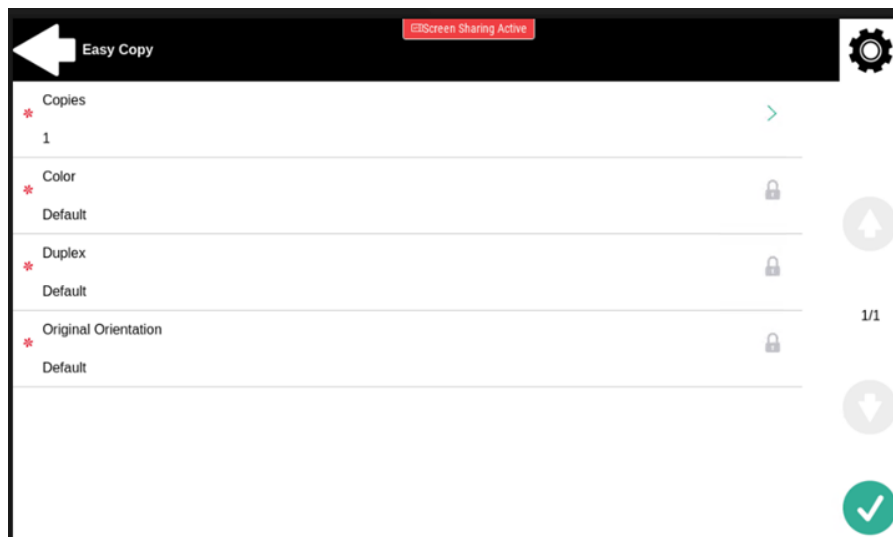 Screen Sharing Active
Easy Copy
Copies
1
Color
Default
Duplex
Default
1/1
Original Orientation
Default